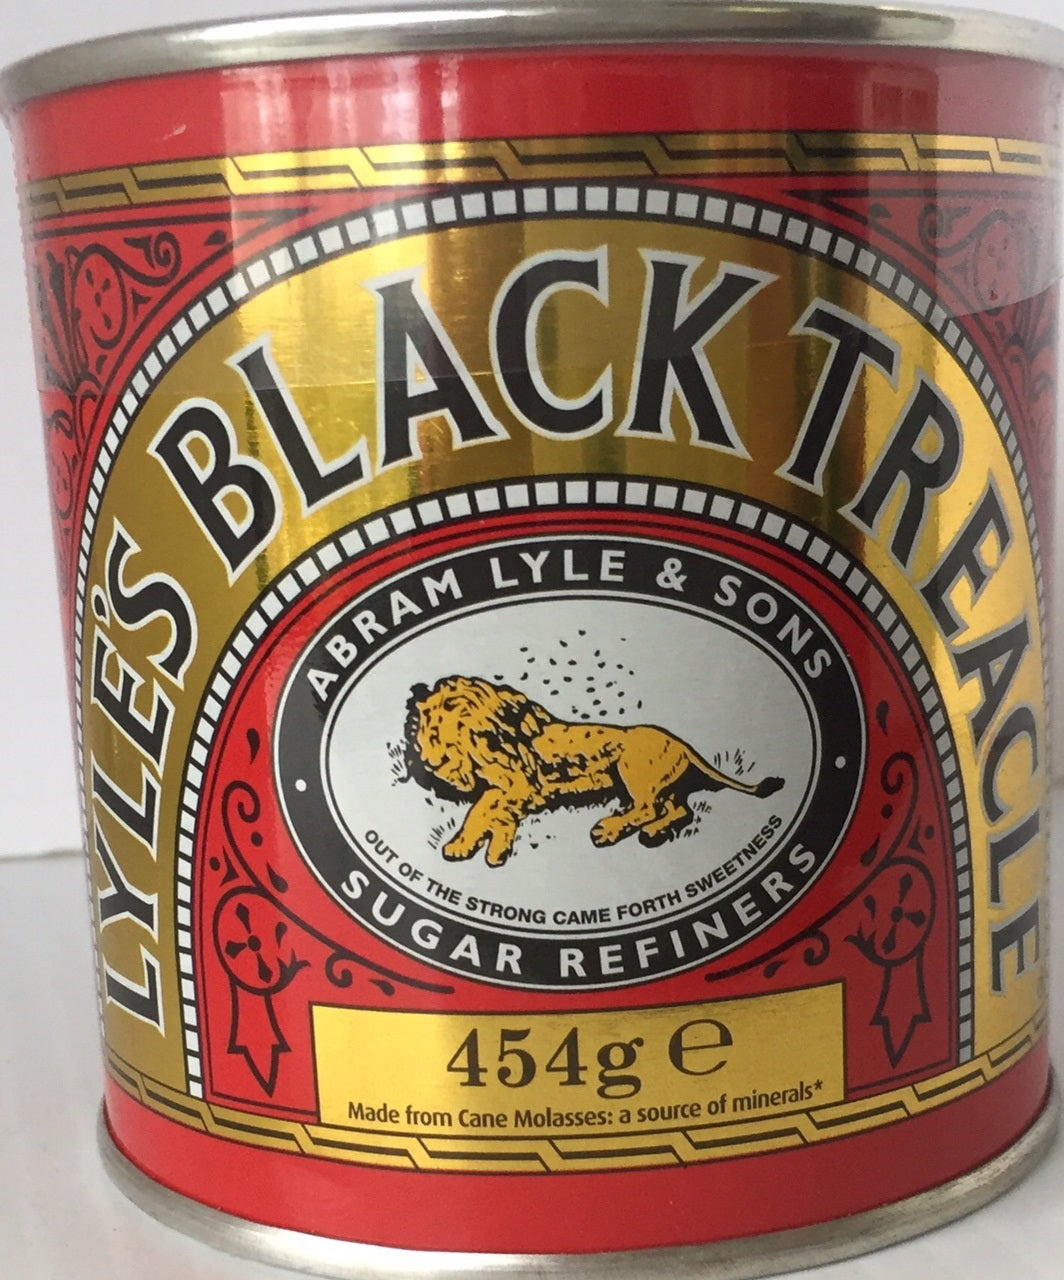 LYLE'S BLACK TREACLE
ABRAM LYLE & SONS
OUT OF THE STRONG CAME FORTH SWEETNESS
SUGAR REFINERS
454g ℮
Made from Cane Molasses: a source of minerals*